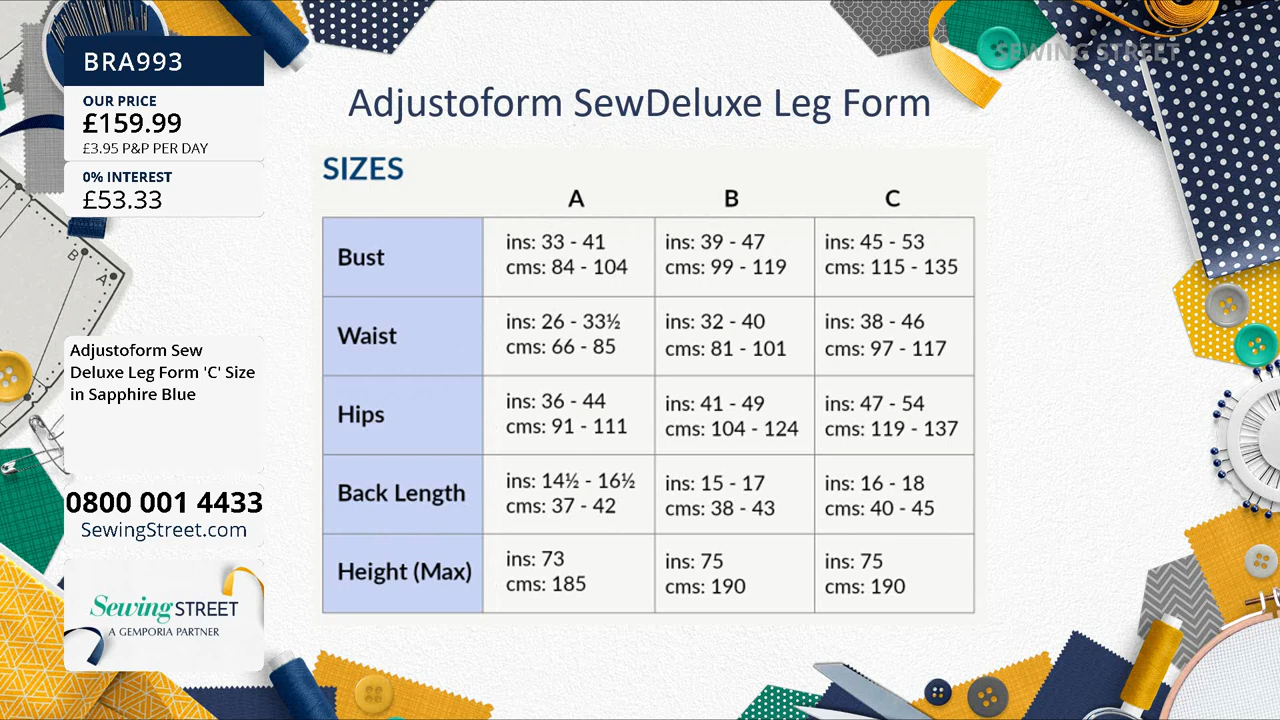 BRA993
OUR PRICE
£159.99
£3.95 P&P PER DAY
0% INTEREST
£53.33
Adjustoform Sew
Deluxe Leg Form 'C' Size
in Sapphire Blue
0800 001 4433
SewingStreet.com
Sewing STREET
A GEMPORIA PARTNER
SEWING STREET
Adjustoform SewDeluxe Leg Form
SIZES
A B C
Bust
ins: 33 - 41
cms: 84 - 104
ins: 39 - 47
cms: 99 - 119
ins: 45 - 53
cms: 115 - 135
Waist
ins: 26 - 33½
cms: 66 - 85
ins: 32 - 40
cms: 81 - 101
ins: 38 - 46
cms: 97 - 117
Hips
ins: 36 - 44
cms: 91 - 111
ins: 41 - 49
cms: 104 - 124
ins: 47 - 54
cms: 119 - 137
Back Length
ins: 14½ - 16½
cms: 37 - 42
ins: 15 - 17
cms: 38 - 43
ins: 16 - 18
cms: 40 - 45
Height (Max)
ins: 73
cms: 185
ins: 75
cms: 190
ins: 75
cms: 190
B
A